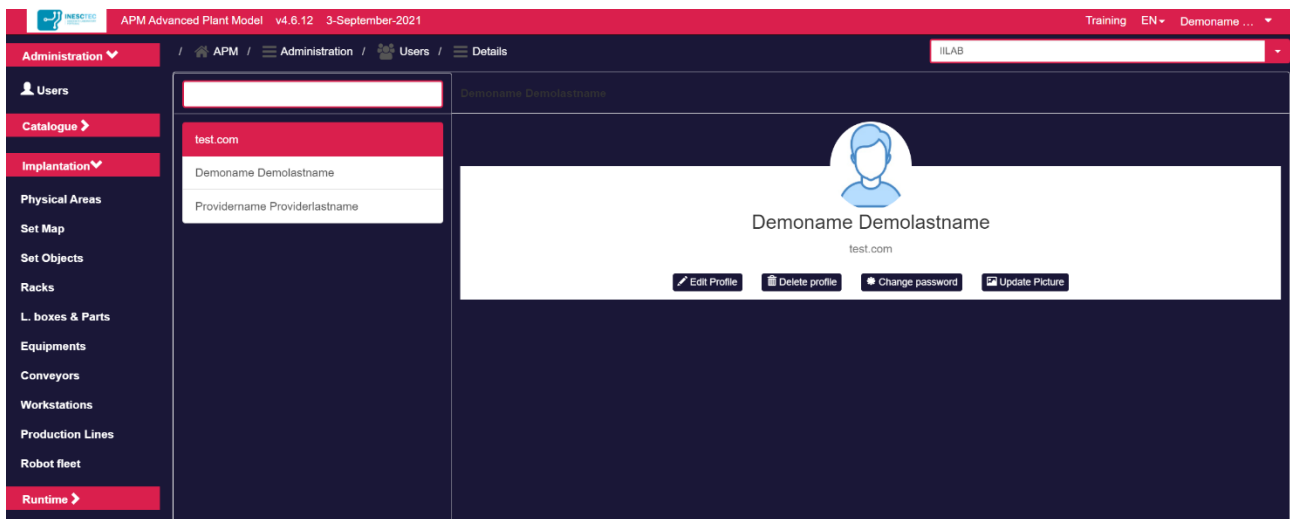 INESCTEC APM Advanced Plant Model v4.6.12 3-September-2021 Training EN Demoname ...
Administration / APM / Administration / Users / Details IILAB
Users
Demoname Demolastname
Catalogue
test.com
Implantation
Demoname Demolastname
Physical Areas
Providername Providerlastname
Set Map
Demoname Demolastname
test.com
Set Objects
Edit Profile Delete profile Change password Update Picture
Racks
L. boxes & Parts
Equipments
Conveyors
Workstations
Production Lines
Robot fleet
Runtime